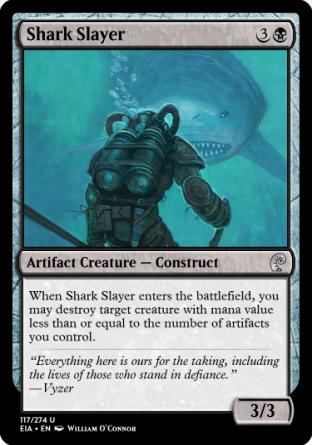 Shark Slayer 3
Artifact Creature — Construct
When Shark Slayer enters the battlefield, you
may destroy target creature with mana value
less than or equal to the number of artifacts
you control.
“Everything here is ours for the taking, including
the lives of those who stand in defiance.”
—Vyzer
3/3
117/274 U
EIA • EN William O’Connor